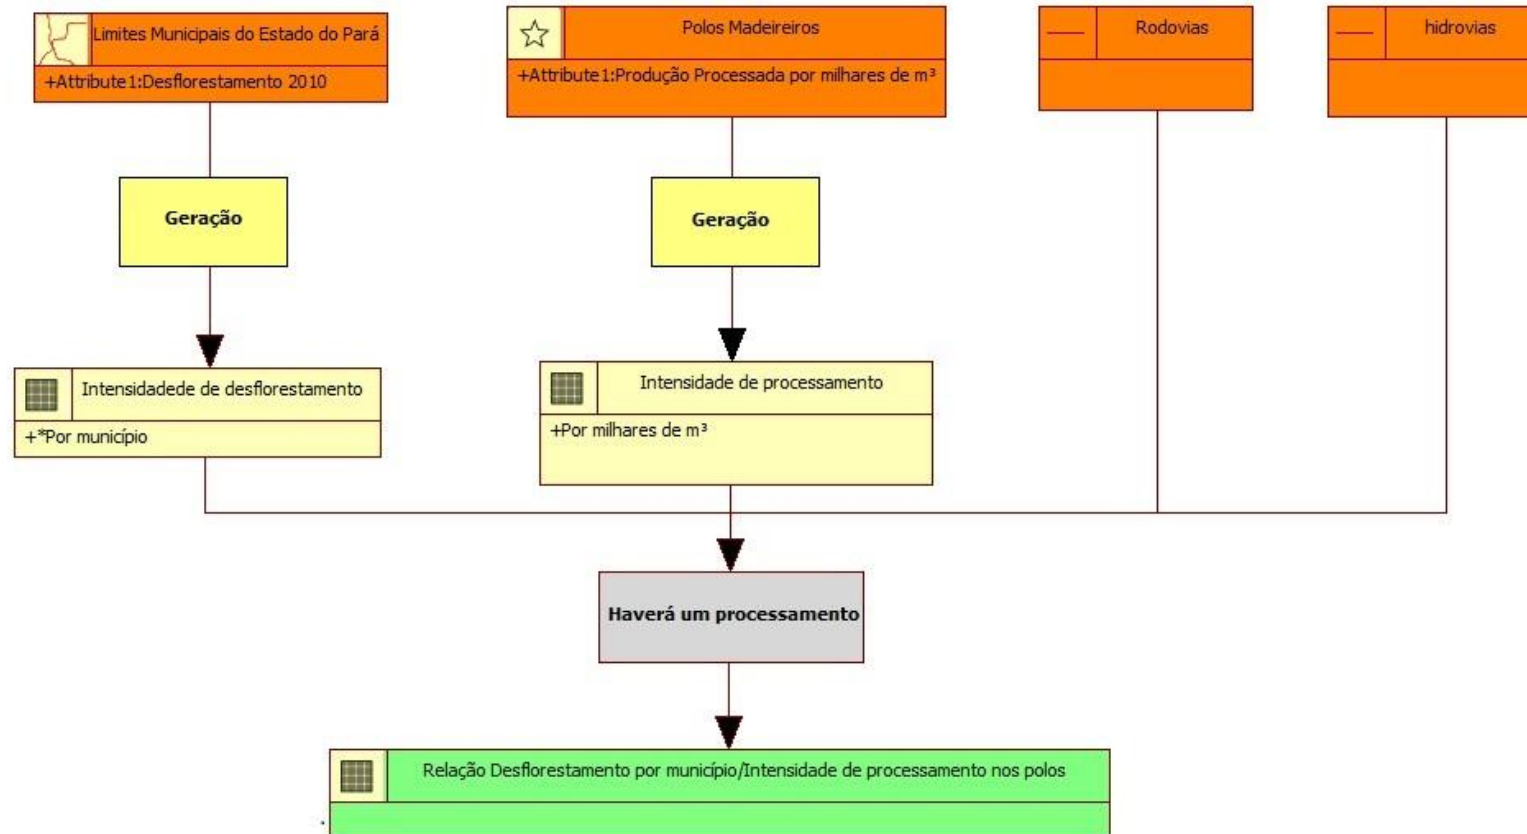 Limites Municipais do Estado do Pará
+Attribute1:Desflorestamento 2010
Polos Madeireiros
+Attribute1:Produção Processada por milhares de m³
Rodovias
hidrovias
Geração
Geração
Intensidadede de desflorestamento
+*Por município
Intensidade de processamento
+Por milhares de m³
Haverá um processamento
Relação Desflorestamento por município/Intensidade de processamento nos polos